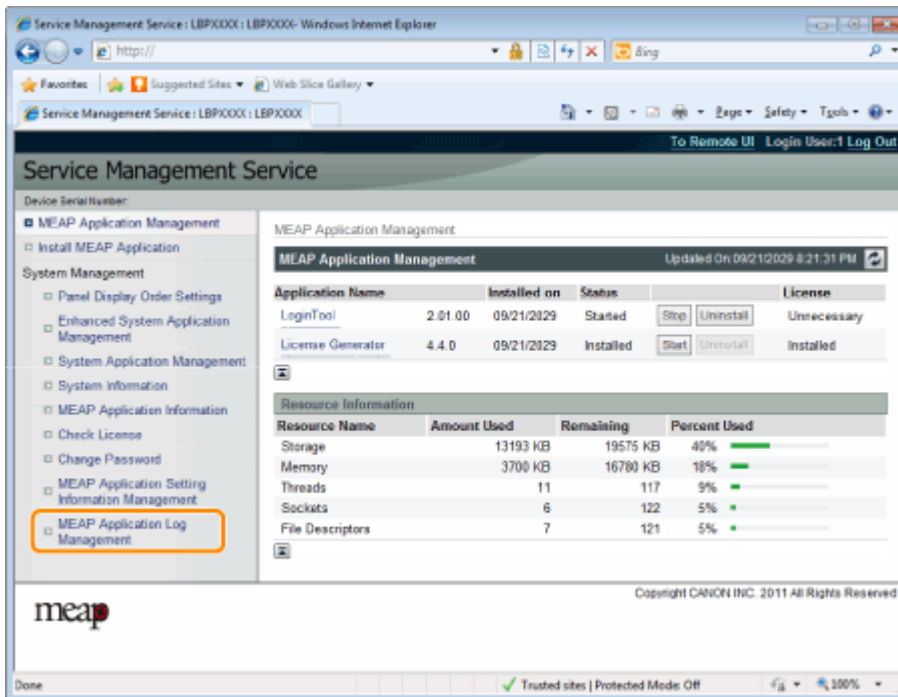 Service Management Service : LBPXXXX : LBPXXXX- Windows Internet Explorer
http://
Bing
Favorites Suggested Sites Web Slice Gallery
Service Management Service : LBPXXXX : LBPXXXX
Page Safety Tools
To Remote UI Login User:1 Log Out
Service Management Service
Device Serial Number:
MEAP Application Management
Install MEAP Application
System Management
Panel Display Order Settings
Enhanced System Application
Management
System Application Management
System Information
MEAP Application Information
Check License
Change Password
MEAP Application Setting
Information Management
MEAP Application Log
Management
MEAP Application Management
MEAP Application Management Updated On:09/21/2029 8:21:31 PM
Application Name Installed on Status License
LoginTool 2.01.00 09/21/2029 Started Stop Uninstall Unnecessary
License Generator 4.4.0 09/21/2029 Installed Start Uninstall Installed
Resource Information
Resource Name Amount Used Remaining Percent Used
Storage 13193 KB 19575 KB 40%
Memory 3700 KB 16780 KB 18%
Threads 11 117 9%
Sockets 6 122 5%
File Descriptors 7 121 5%
Copyright CANON INC. 2011 All Rights Reserved
meap
Done Trusted sites | Protected Mode: Off 100%